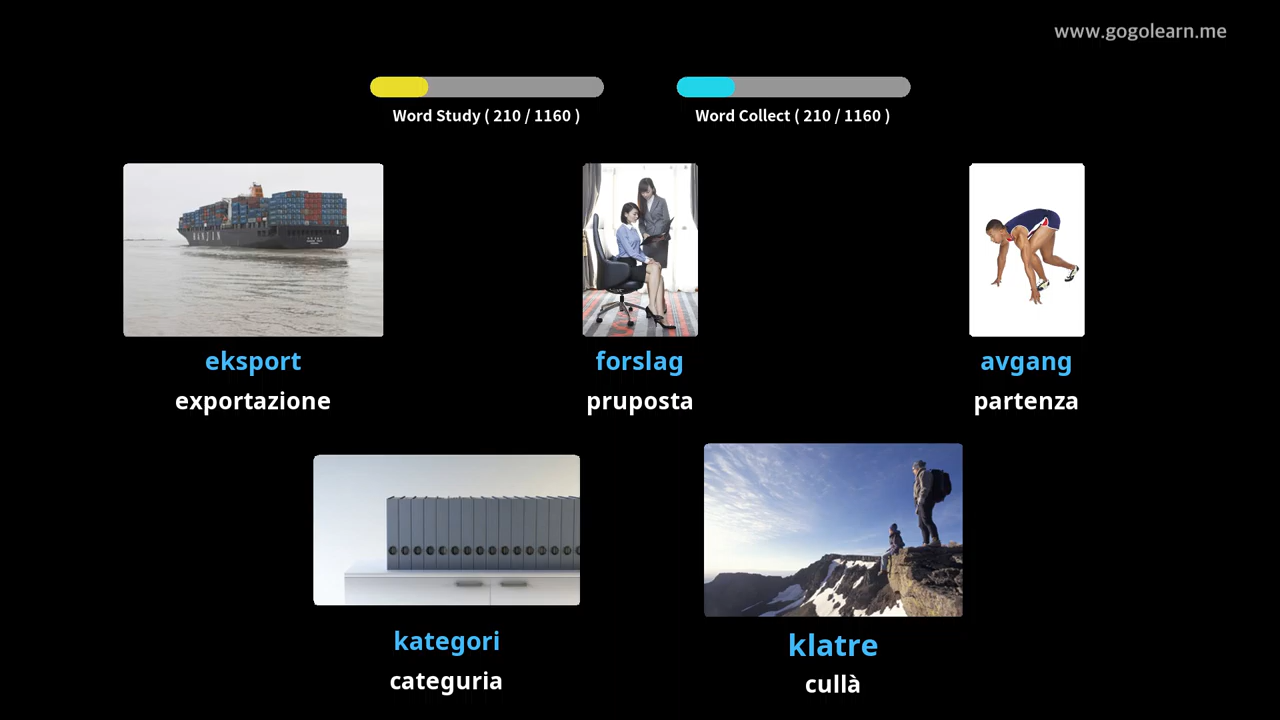 www.gogolearn.me
Word Study ( 210 / 1160 )
Word Collect ( 210 / 1160 )
HANJIN
eksport
exportazione
forslag
pruposta
avgang
partenza
kategori
categuria
klatre
cullà